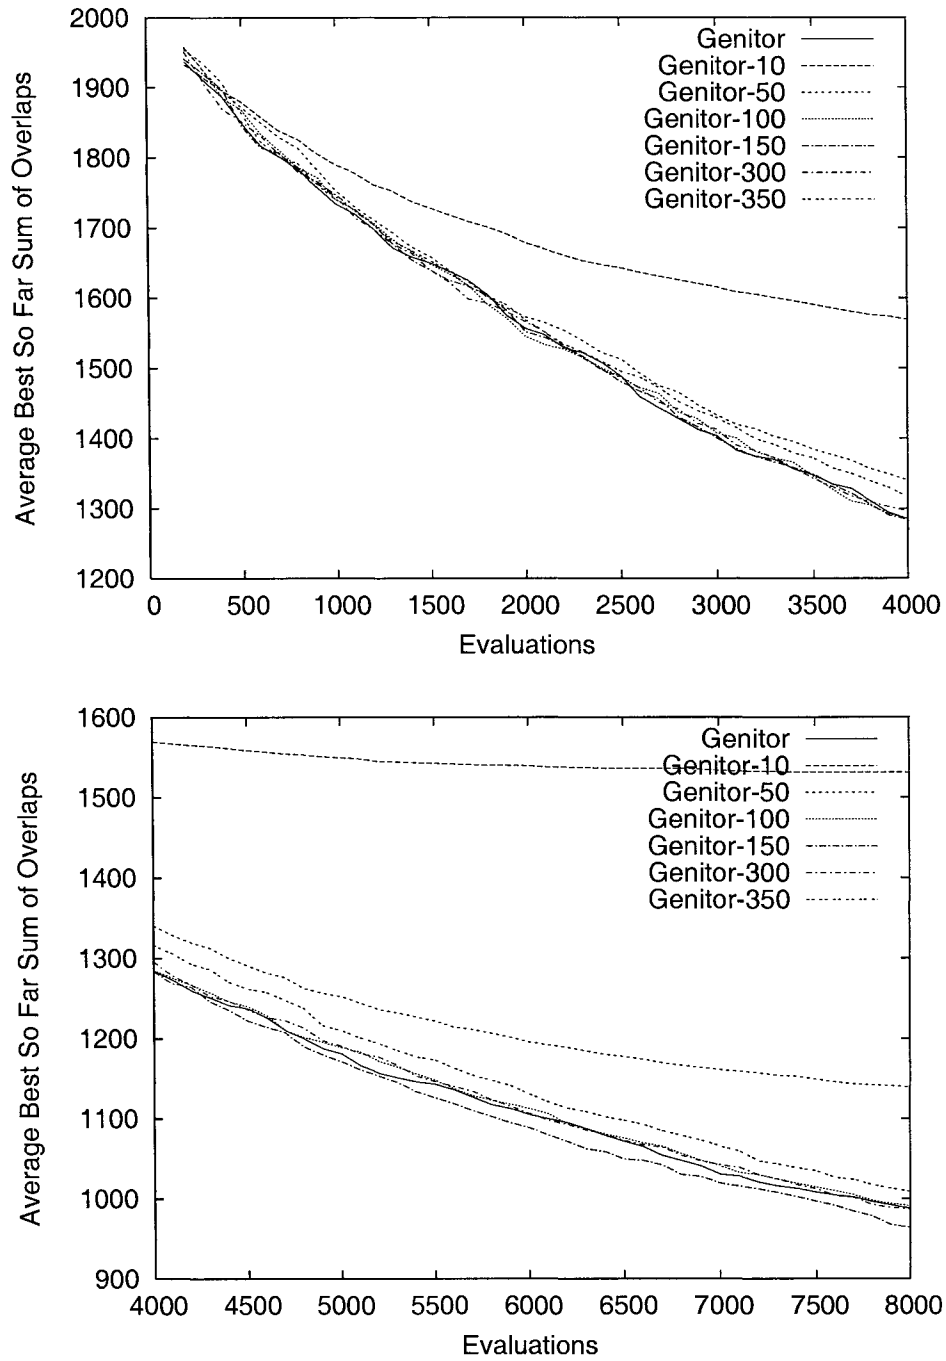 2000
1900
1800
1700
1600
1500
1400
1300
1200
Average Best So Far Sum of Overlaps
Genitor
Genitor-10
Genitor-50
Genitor-100
Genitor-150
Genitor-300
Genitor-350
0 500 1000 1500 2000 2500 3000 3500 4000
Evaluations
1600
1500
1400
1300
1200
1100
1000
900
Average Best So Far Sum of Overlaps
Genitor
Genitor-10
Genitor-50
Genitor-100
Genitor-150
Genitor-300
Genitor-350
4000 4500 5000 5500 6000 6500 7000 7500 8000
Evaluations